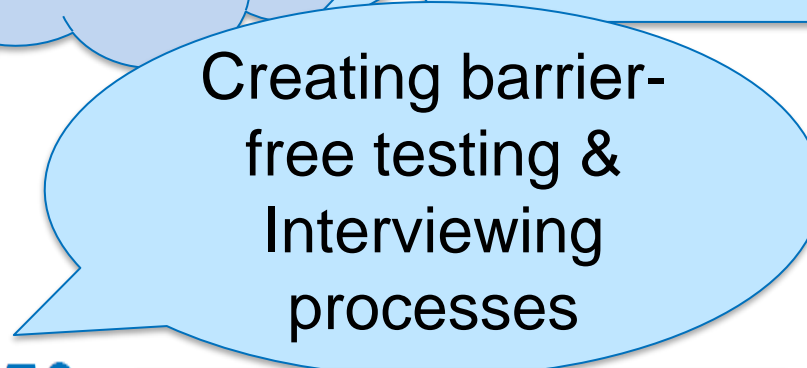 Creating barrier-
free testing &
Interviewing
processes